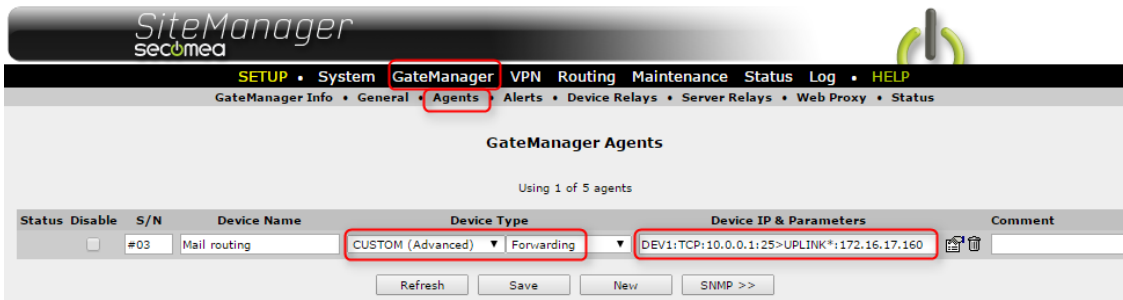 SiteManager
secomea
SETUP • System GateManager VPN Routing Maintenance Status Log • HELP
GateManager Info • General • Agents • Alerts • Device Relays • Server Relays • Web Proxy • Status
GateManager Agents
Using 1 of 5 agents
Status Disable S/N Device Name Device Type Device IP & Parameters Comment
#03 Mail routing CUSTOM (Advanced) Forwarding DEV1:TCP:10.0.0.1:25>UPLINK*:172.16.17.160
Refresh Save New SNMP >>